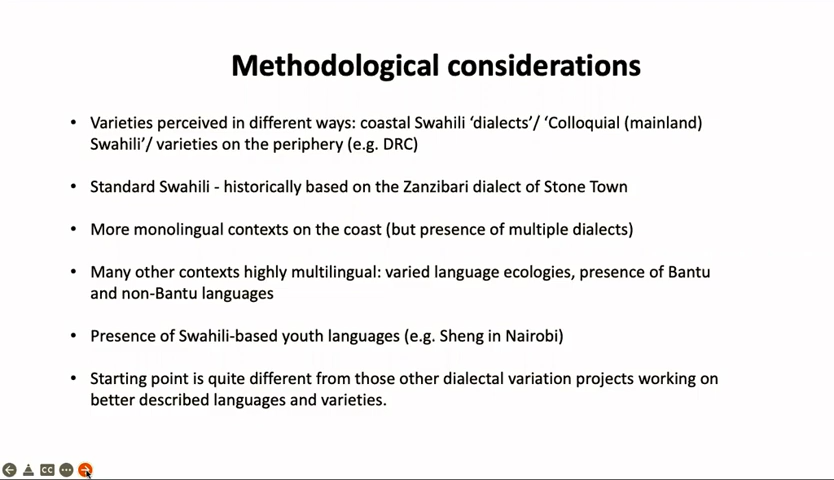 Methodological considerations
• Varieties perceived in different ways: coastal Swahili ‘dialects’/ ‘Colloquial (mainland)
Swahili’/ varieties on the periphery (e.g. DRC)
• Standard Swahili - historically based on the Zanzibari dialect of Stone Town
• More monolingual contexts on the coast (but presence of multiple dialects)
• Many other contexts highly multilingual: varied language ecologies, presence of Bantu
and non-Bantu languages
• Presence of Swahili-based youth languages (e.g. Sheng in Nairobi)
• Starting point is quite different from those other dialectal variation projects working on
better described languages and varieties.
CC